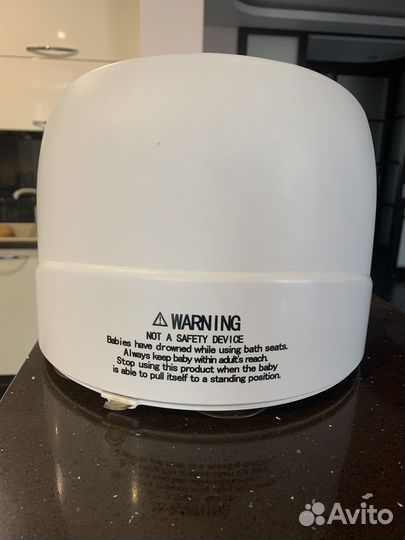 ⚠ WARNING
NOT A SAFETY DEVICE
Babies have drowned while using bath seats.
Always keep baby within adult's reach.
Stop using this product when the baby
is able to pull itself to a standing position.
Avito